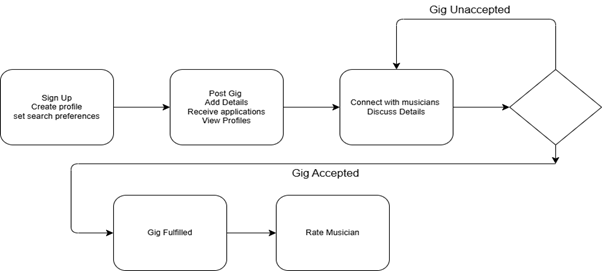 Gig Unaccepted
Sign Up
Create profile
set search preferences
Post Gig
Add Details
Receive applications
View Profiles
Connect with musicians
Discuss Details
Gig Accepted
Gig Fulfilled
Rate Musician